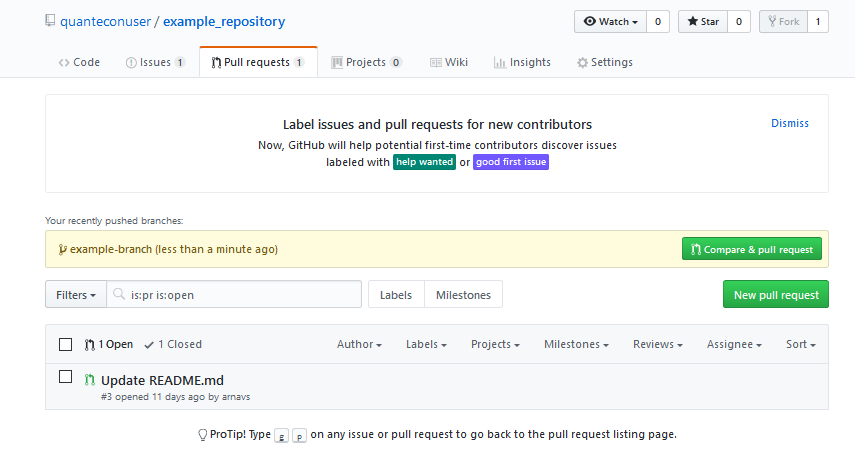 quanteconuser / example_repository
Watch 0 Star 0 Fork 1
Code Issues 1 Pull requests 1 Projects 0 Wiki Insights Settings
Label issues and pull requests for new contributors
Dismiss
Now, GitHub will help potential first-time contributors discover issues
labeled with help wanted or good first issue
Your recently pushed branches:
example-branch (less than a minute ago) Compare & pull request
Filters is:pr is:open Labels Milestones New pull request
1 Open 1 Closed Author Labels Projects Milestones Reviews Assignee Sort
Update README.md
#3 opened 11 days ago by arnavs
ProTip! Type g p on any issue or pull request to go back to the pull request listing page.